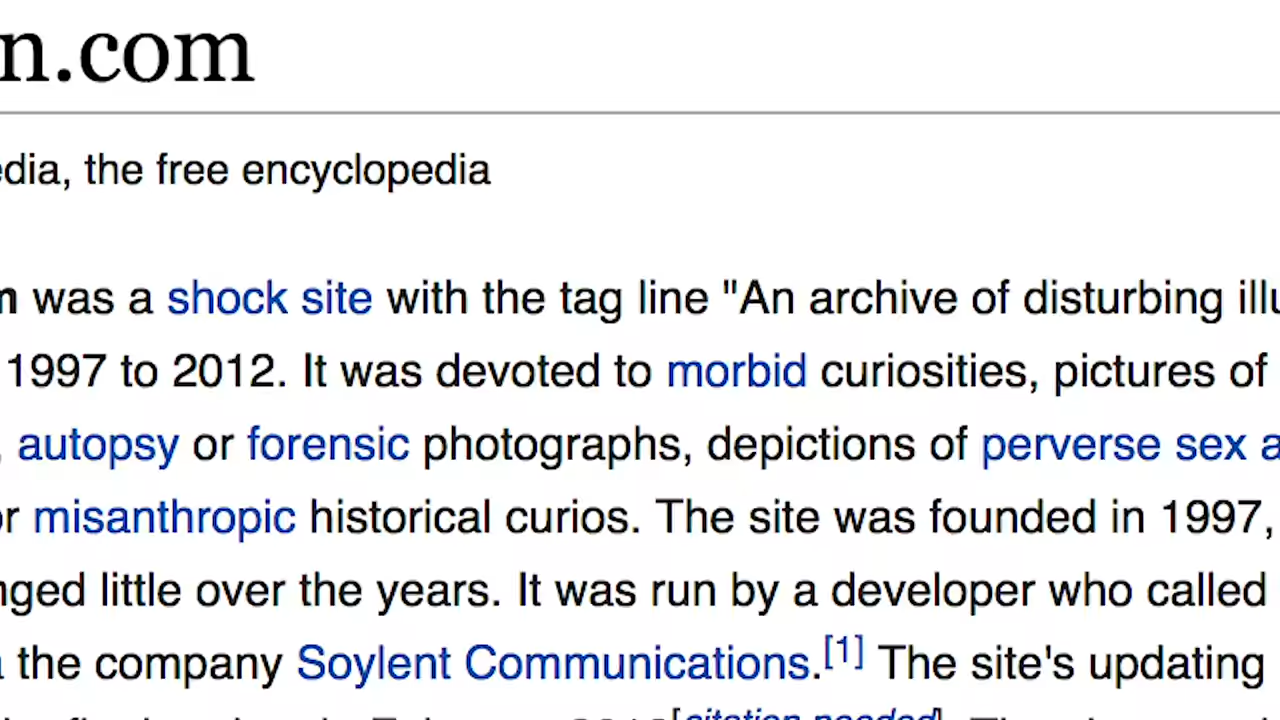 n.com
edia, the free encyclopedia
m was a shock site with the tag line "An archive of disturbing illu
1997 to 2012. It was devoted to morbid curiosities, pictures of
, autopsy or forensic photographs, depictions of perverse sex a
or misanthropic historical curios. The site was founded in 1997,
nged little over the years. It was run by a developer who called
the company Soylent Communications.[1] The site's updating
[citation needed]